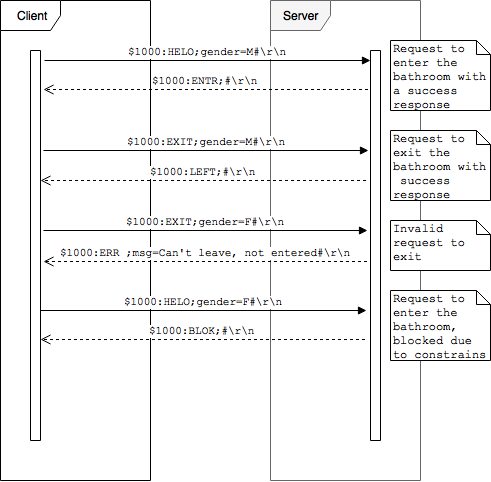 Client
Server
$1000:HELO;gender=M#\r\n
Request to
enter the
bathroom with
a success
response
$1000:ENTR;#\r\n
$1000:EXIT;gender=M#\r\n
Request to
exit the
bathroom with
success
response
$1000:LEFT;#\r\n
$1000:EXIT;gender=F#\r\n
Invalid
request to
exit
$1000:ERR ;msg=Can't leave, not entered#\r\n
$1000:HELO;gender=F#\r\n
Request to
enter the
bathroom,
blocked due
to constrains
$1000:BLOK;#\r\n